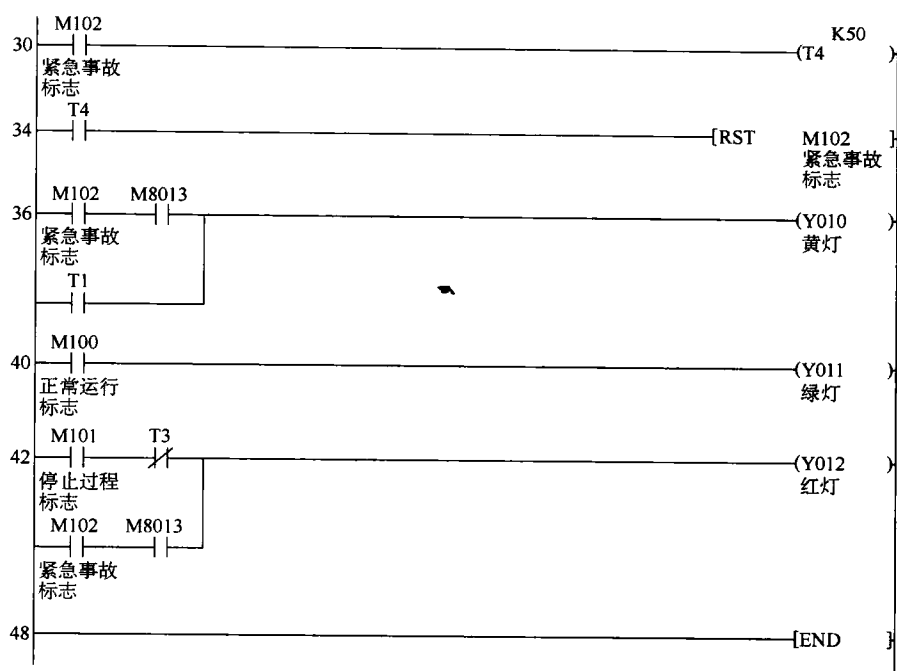 M102
K50
30
(T4 )
紧急事故
标志
T4
34
[RST M102 ]
紧急事故
标志
M102 M8013
36
(Y010 )
紧急事故
标志
黄灯
T1
M100
40
(Y011 )
正常运行
标志
绿灯
M101 T3
42
(Y012 )
停止过程
标志
红灯
M102 M8013
紧急事故
标志
48
[END ]